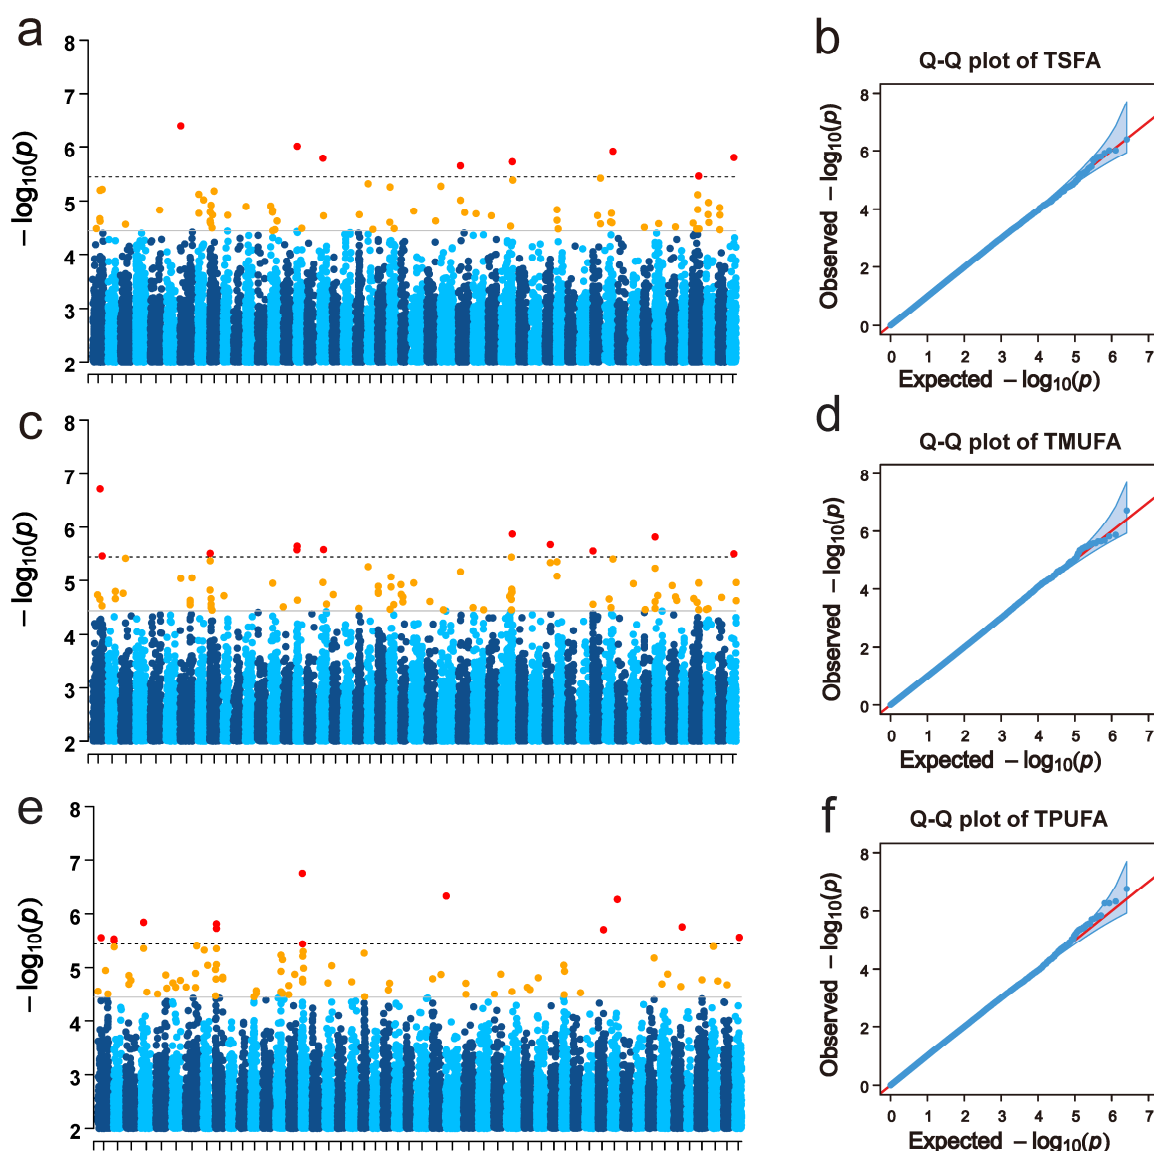 a
8
7
6
5
4
3
2
– log10(p)
b
Q-Q plot of TSFA
8
6
4
2
0
Observed – log10(p)
0 1 2 3 4 5 6 7
Expected – log10(p)
c
8
7
6
5
4
3
2
– log10(p)
d
Q-Q plot of TMUFA
8
6
4
2
0
Observed – log10(p)
0 1 2 3 4 5 6 7
Expected – log10(p)
e
8
7
6
5
4
3
2
– log10(p)
f
Q-Q plot of TPUFA
8
6
4
2
0
Observed – log10(p)
0 1 2 3 4 5 6 7
Expected – log10(p)